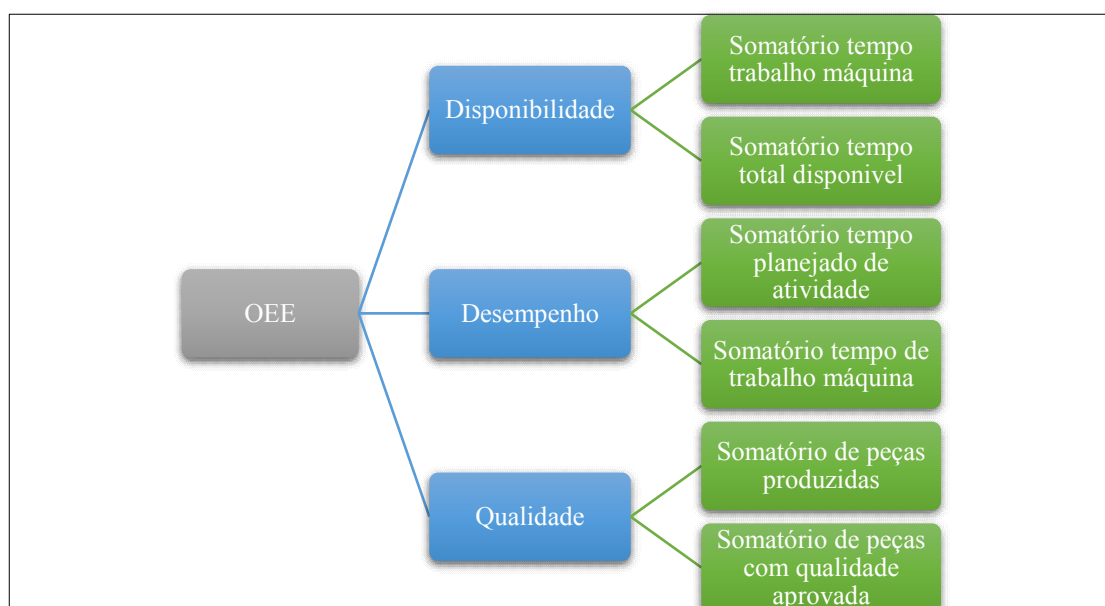 Somatório tempo
trabalho máquina
Disponibilidade
Somatório tempo
total disponivel
Somatório tempo
planejado de
atividade
OEE
Desempenho
Somatório tempo de
trabalho máquina
Somatório de peças
produzidas
Qualidade
Somatório de peças
com qualidade
aprovada